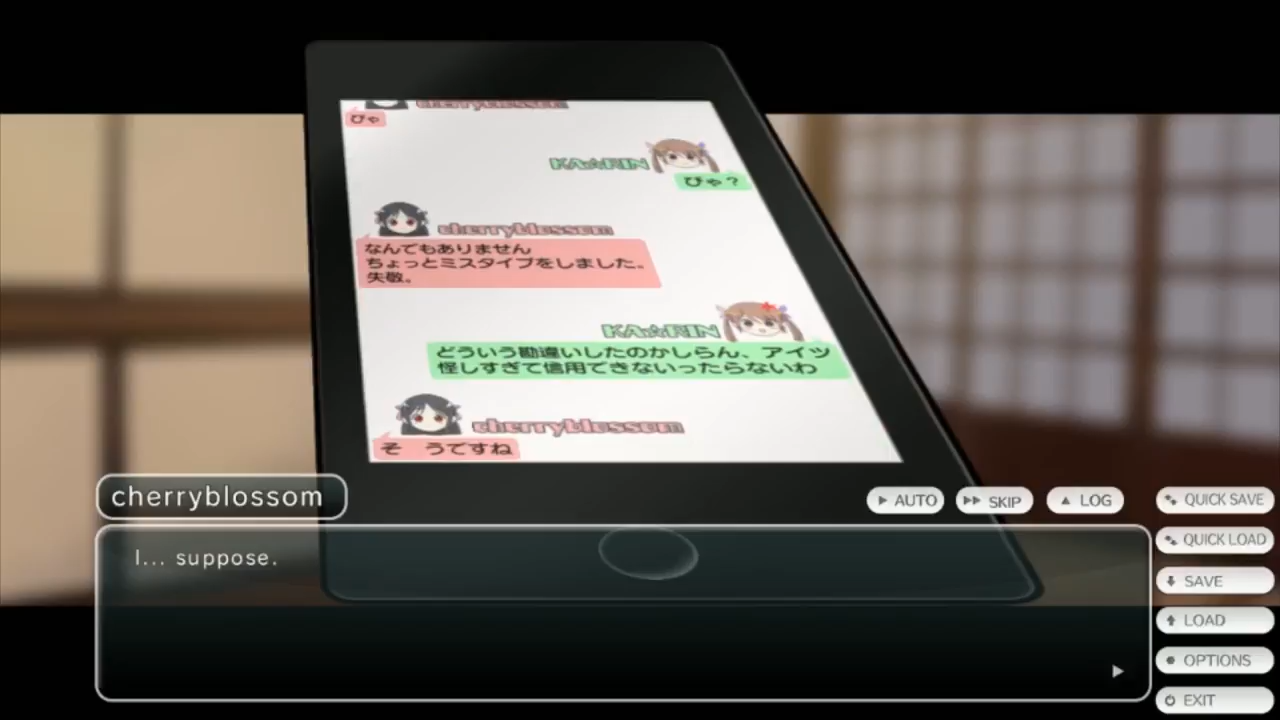 cherryblossom
ぴゃ
KA☆RIN
ぴゃ？
cherryblossom
なんでもありません
ちょっとミスタイプをしました。
失敬。
KA☆RIN
どういう勘違いしたのかしらん、アイツ
怪しすぎて信用できないったらないわ
cherryblossom
そ　うですね
cherryblossom
I... suppose.
AUTO
SKIP
LOG
QUICK SAVE
QUICK LOAD
SAVE
LOAD
OPTIONS
EXIT